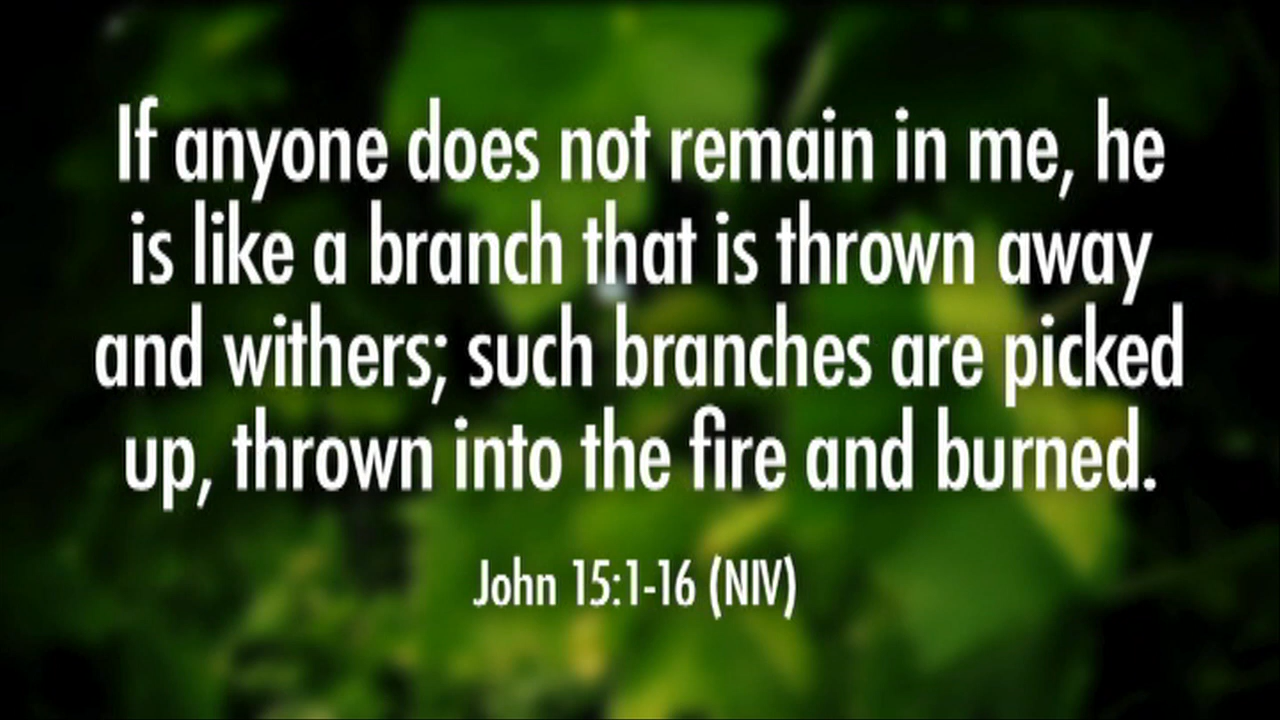 If anyone does not remain in me, he
is like a branch that is thrown away
and withers; such branches are picked
up, thrown into the fire and burned.
John 15:1-16 (NIV)